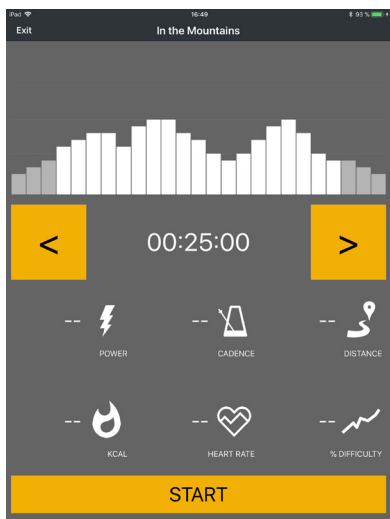 iPad 16:49 93 %
Exit In the Mountains
< 00:25:00 >
-- -- --
POWER CADENCE DISTANCE
-- -- --
KCAL HEART RATE % DIFFICULTY
START